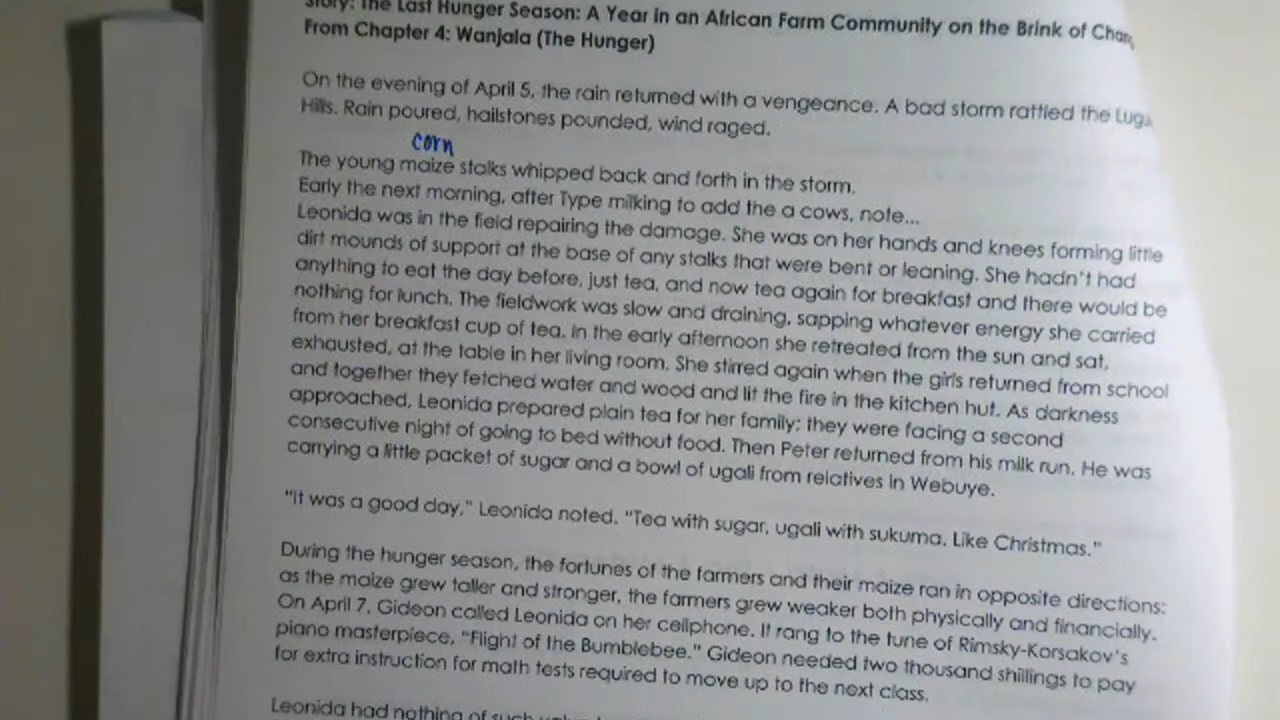 Story: The Last Hunger Season: A Year in an African Farm Community on the Brink of
From Chapter 4: Wanjala (The Hunger)
On the evening of April 5, the rain returned with a vengeance. A bad storm rattled the
Hills. Rain poured, hailstones pounded, wind raged.
corn
The young maize stalks whipped back and forth in the storm.
Early the next morning, after Type milking to add the a cows, note...
Leonida was in the field repairing the damage. She was on her hands and knees forming little
dirt mounds of support at the base of any stalks that were bent or leaning. She hadn't had
anything to eat the day before, just tea, and now tea again for breakfast and there would be
nothing for lunch. The fieldwork was slow and draining, sapping whatever energy she carried
from her breakfast cup of tea. In the early afternoon she retreated from the sun and sat,
exhausted, at the table in her living room. She stirred again when the girls returned from school
and together they fetched water and wood and lit the fire in the kitchen hut. As darkness
approached, Leonida prepared plain tea for her family; they were facing a second
consecutive night of going to bed without food. Then Peter returned from his milk run. He was
carrying a little packet of sugar and a bowl of ugali from relatives in Webuye.
"It was a good day," Leonida noted. "Tea with sugar, ugali with sukuma. Like Christmas."
During the hunger season, the fortunes of the farmers and their maize ran in opposite directions:
as the maize grew taller and stronger, the farmers grew weaker both physically and financially.
On April 7, Gideon called Leonida on her cellphone. It rang to the tune of Rimsky-Korsakov's
piano masterpiece, "Flight of the Bumblebee." Gideon needed two thousand shillings to pay
for extra instruction for math tests required to move up to the next class.
Leonida had nothing of such